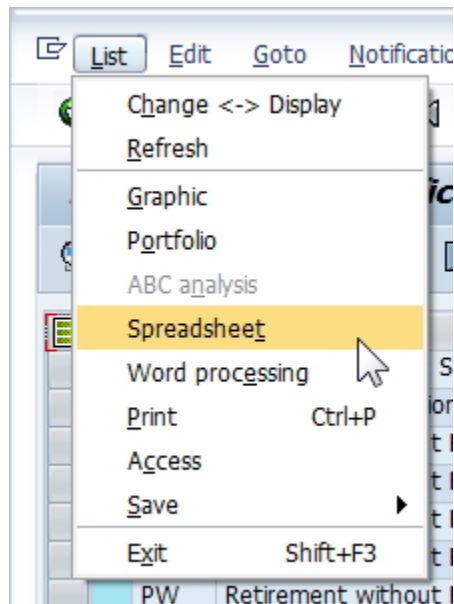 List Edit Goto
Change <-> Display
Refresh
Graphic
Portfolio
ABC analysis
Spreadsheet
Word processing
Print Ctrl+P
Access
Save
Exit Shift+F3
PW Retirement without